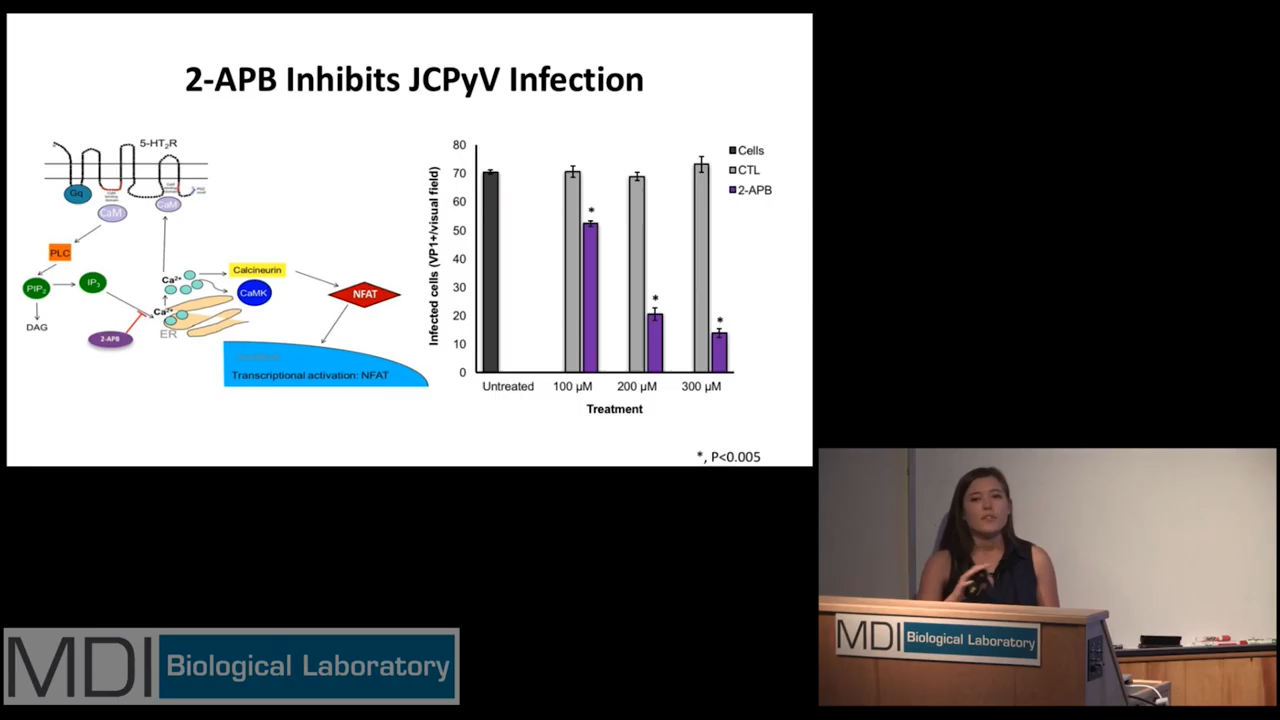 2-APB Inhibits JCPyV Infection
5-HT₂R
Gq
CaM
CaM
PLC
PIP₂
IP₃
DAG
2-APB
Ca²⁺
Ca²⁺
ER
Calcineurin
CaMK
NFAT
Transcriptional activation: NFAT
Infected cells (VP1+/visual field)
80
70
60
50
40
30
20
10
0
Cells
CTL
2-APB
*
*
*
Untreated 100 µM 200 µM 300 µM
Treatment
*, P<0.005
MDI Biological Laboratory
MDI Biological Laboratory